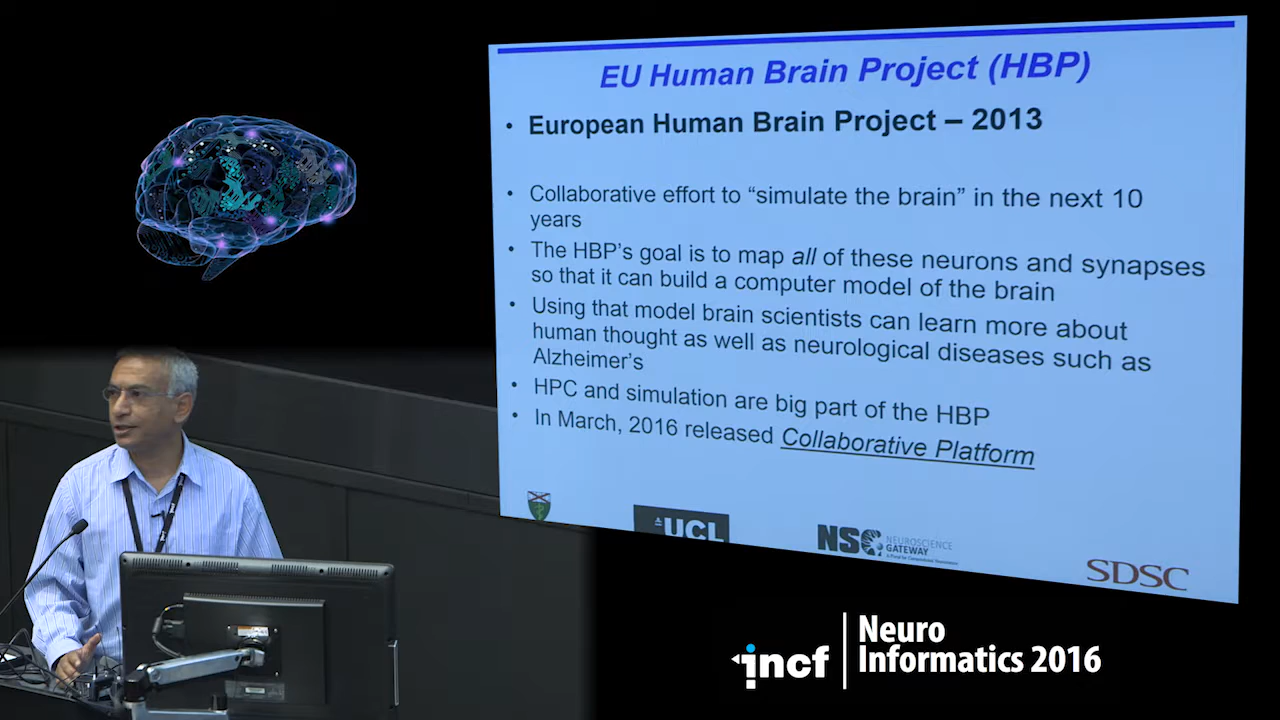 EU Human Brain Project (HBP)
• European Human Brain Project – 2013
• Collaborative effort to “simulate the brain” in the next 10
years
• The HBP’s goal is to map all of these neurons and synapses
so that it can build a computer model of the brain
• Using that model brain scientists can learn more about
human thought as well as neurological diseases such as
Alzheimer’s
• HPC and simulation are big part of the HBP
• In March, 2016 released Collaborative Platform
UCL
NSG
NEUROSCIENCE
GATEWAY
SDSC
incf
Neuro
Informatics 2016